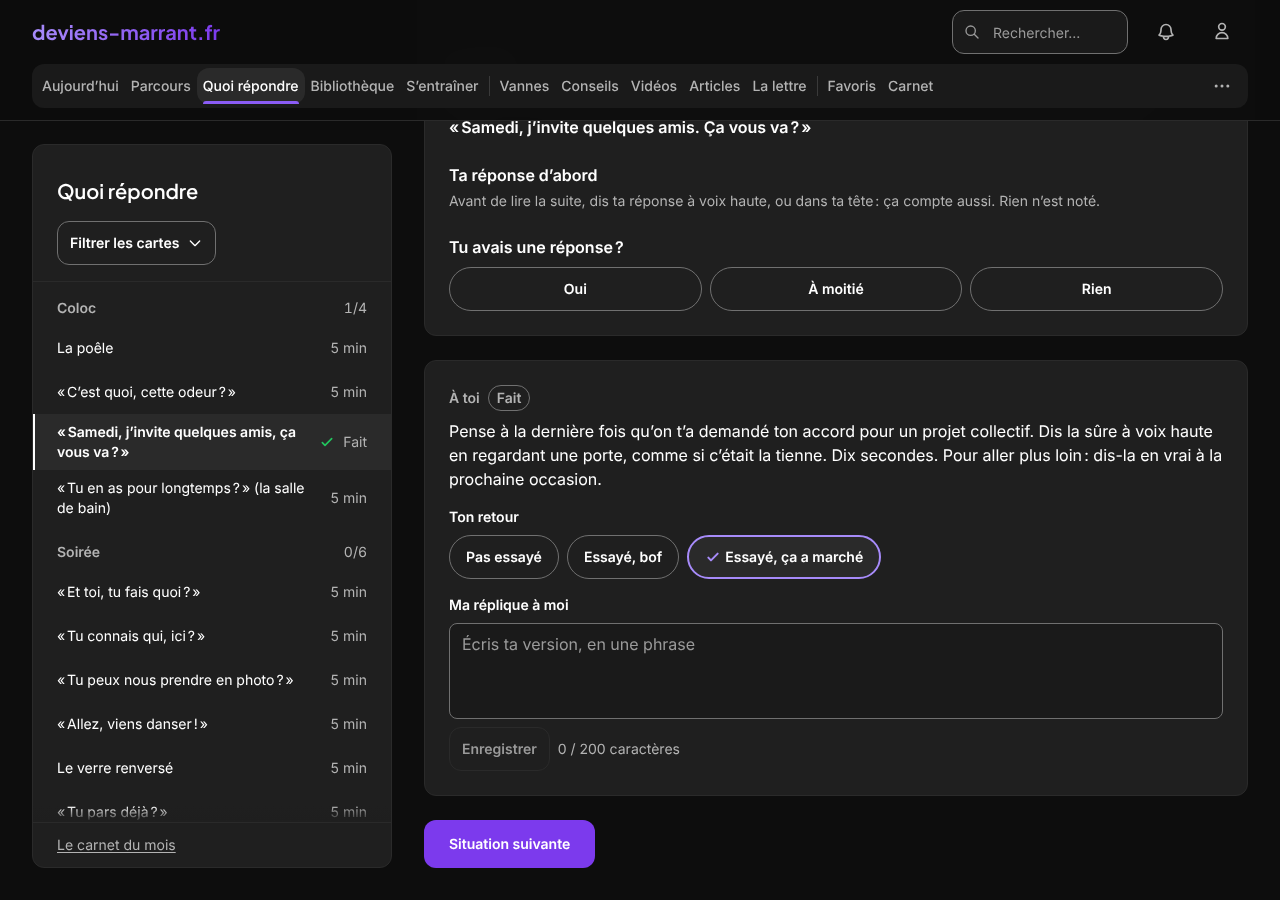 deviens-marrant.fr
Rechercher...
Aujourd’hui Parcours Quoi répondre Bibliothèque S’entraîner Vannes Conseils Vidéos Articles La lettre Favoris Carnet
Quoi répondre
Filtrer les cartes
Coloc 1/4
La poêle 5 min
« C’est quoi, cette odeur ? » 5 min
« Samedi, j’invite quelques amis, ça
vous va ? » Fait
« Tu en as pour longtemps ? » (la salle
de bain) 5 min
Soirée 0/6
« Et toi, tu fais quoi ? » 5 min
« Tu connais qui, ici ? » 5 min
« Tu peux nous prendre en photo ? » 5 min
« Allez, viens danser ! » 5 min
Le verre renversé 5 min
« Tu pars déjà ? » 5 min
Le carnet du mois
« Samedi, j’invite quelques amis. Ça vous va ? »
Ta réponse d’abord
Avant de lire la suite, dis ta réponse à voix haute, ou dans ta tête : ça compte aussi. Rien n’est noté.
Tu avais une réponse ?
Oui À moitié Rien
À toi Fait
Pense à la dernière fois qu’on t’a demandé ton accord pour un projet collectif. Dis la sûre à voix haute
en regardant une porte, comme si c’était la tienne. Dix secondes. Pour aller plus loin : dis-la en vrai à la
prochaine occasion.
Ton retour
Pas essayé Essayé, bof Essayé, ça a marché
Ma réplique à moi
Écris ta version, en une phrase
Enregistrer 0 / 200 caractères
Situation suivante